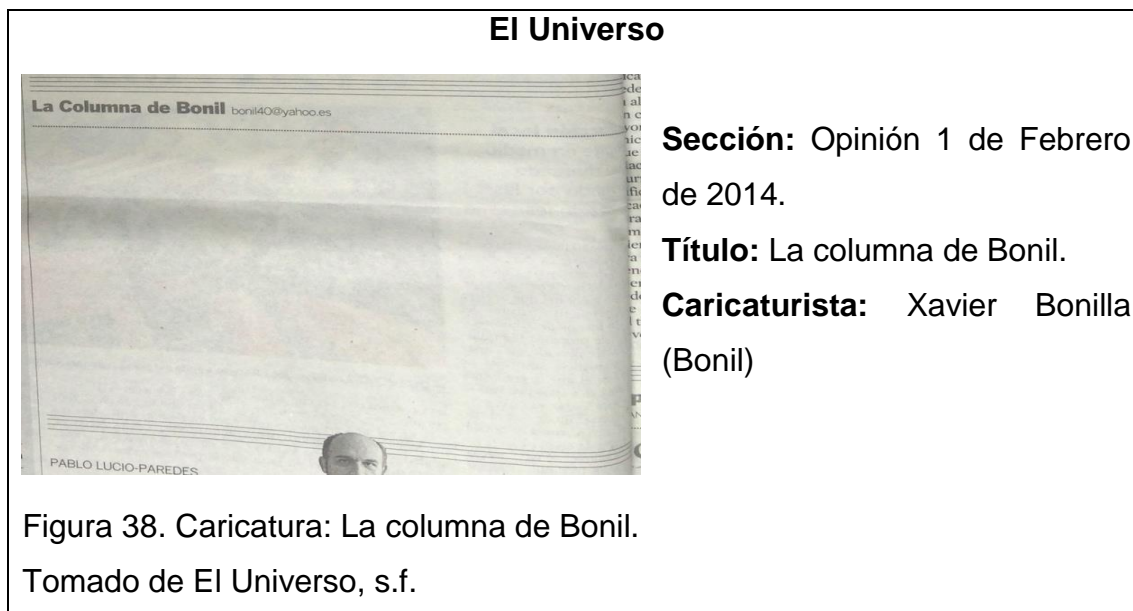 El Universo
La Columna de Bonil bonil40@yahoo.es
PABLO LUCIO-PAREDES
Sección: Opinión 1 de Febrero
de 2014.
Título: La columna de Bonil.
Caricaturista: Xavier Bonilla
(Bonil)
Figura 38. Caricatura: La columna de Bonil.
Tomado de El Universo, s.f.